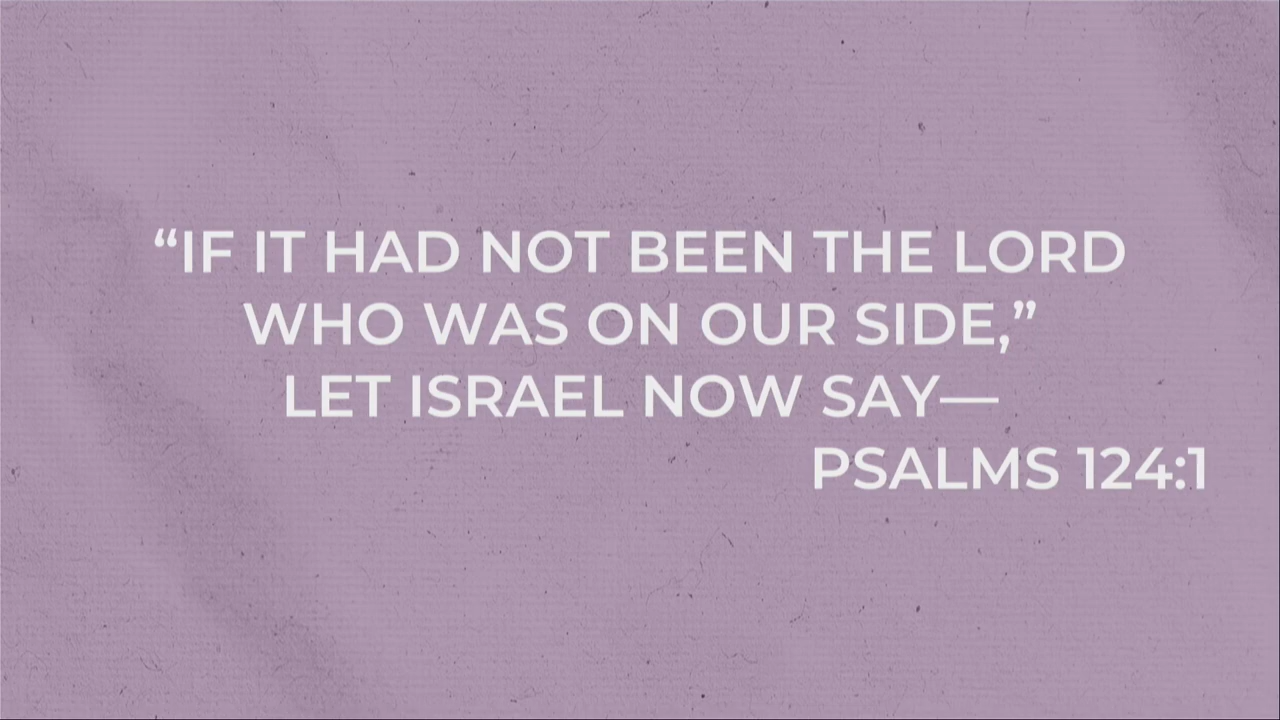 “IF IT HAD NOT BEEN THE LORD
WHO WAS ON OUR SIDE,”
LET ISRAEL NOW SAY—
PSALMS 124:1